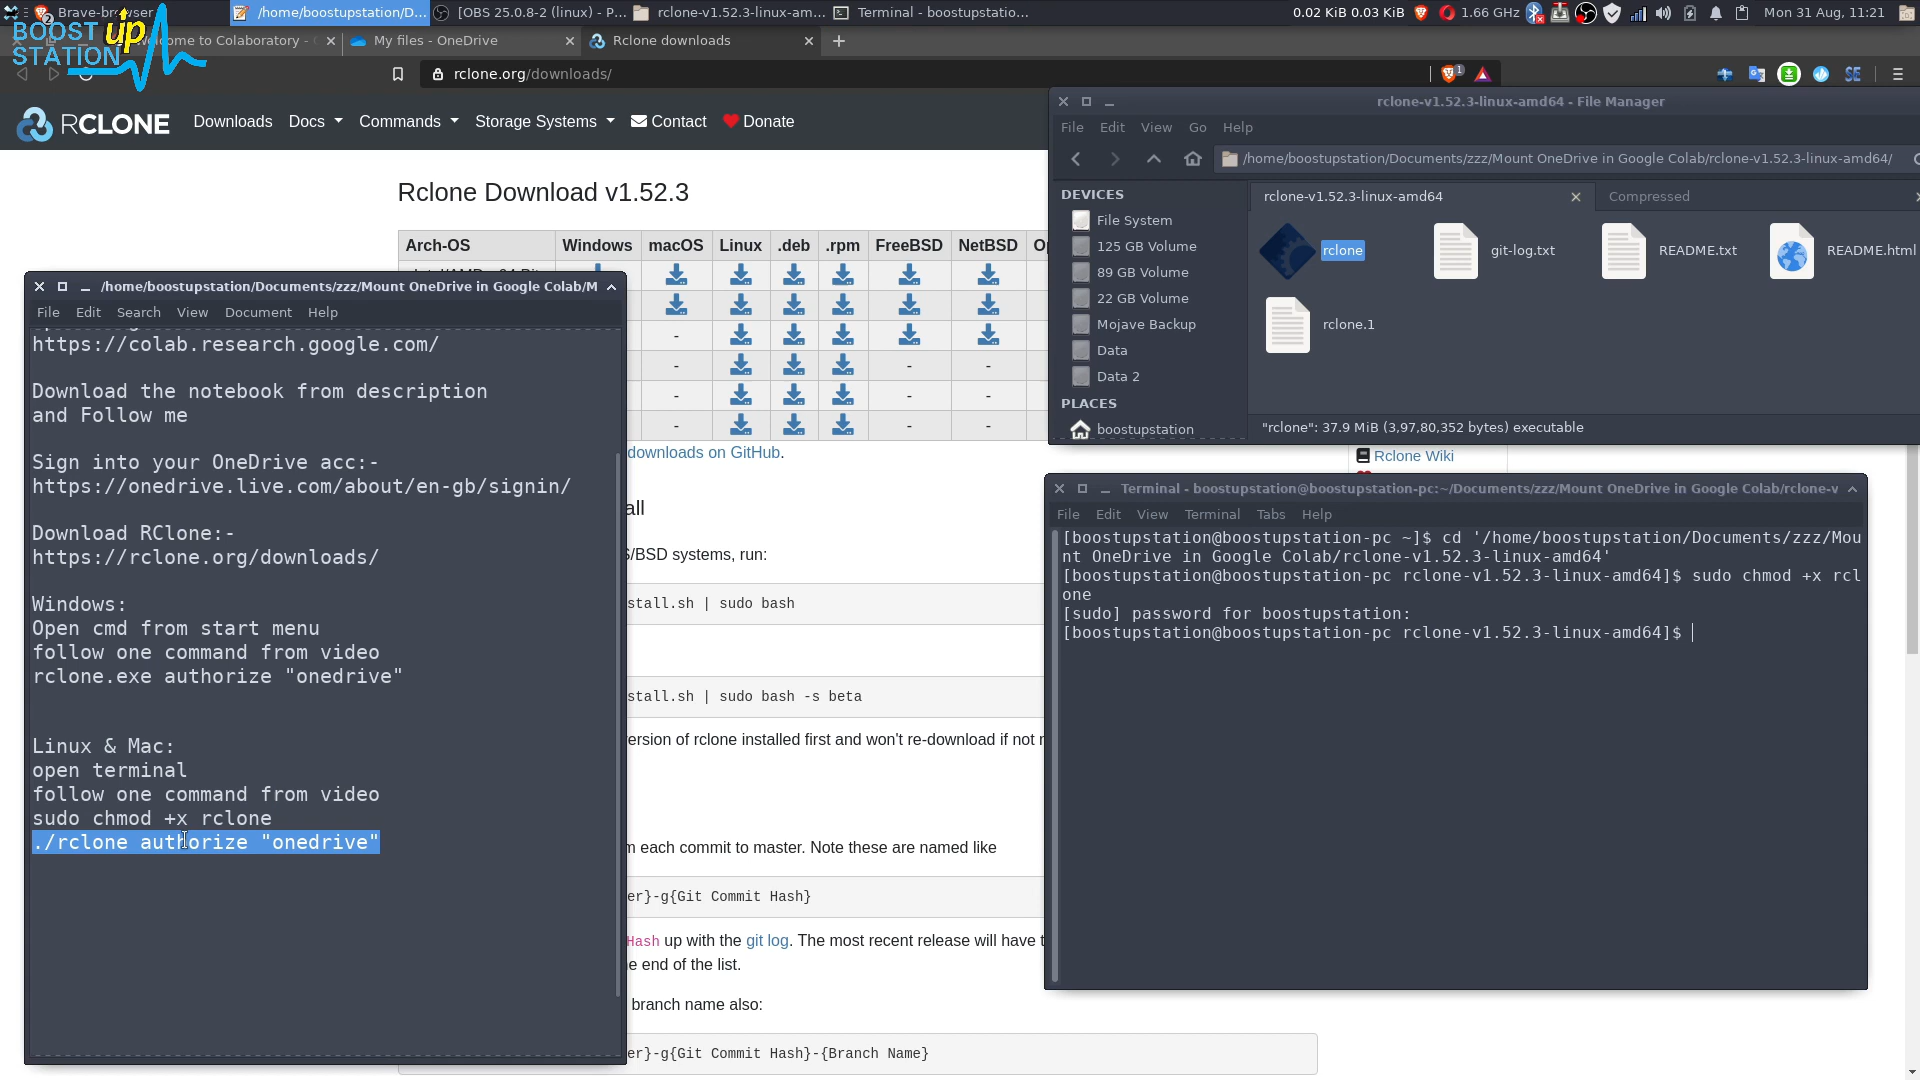 Brave-browser
2
/home/boostupstation/D...
[OBS 25.0.8-2 (linux) - P...
rclone-v1.52.3-linux-am...
Terminal - boostupstatio...
0.02 KiB 0.03 KiB
1.66 GHz
Mon 31 Aug, 11:21
BOOST up
STATION
elcome to Colaboratory -
My files - OneDrive
Rclone downloads
rclone.org/downloads/
1
RCLONE
Downloads
Docs
Commands
Storage Systems
Contact
Donate
Rclone Download v1.52.3
Arch-OS
Windows
macOS
Linux
.deb
.rpm
FreeBSD
NetBSD
-
-
-
-
-
-
-
-
-
-
downloads on GitHub.
Rclone Wiki
all
/BSD systems, run:
stall.sh | sudo bash
stall.sh | sudo bash -s beta
ersion of rclone installed first and won't re-download if not
m each commit to master. Note these are named like
er}-g{Git Commit Hash}
Hash up with the git log. The most recent release will have
e end of the list.
branch name also:
er}-g{Git Commit Hash}-{Branch Name}
/home/boostupstation/Documents/zzz/Mount OneDrive in Google Colab/M
File Edit Search View Document Help
https://colab.research.google.com/
Download the notebook from description
and Follow me
Sign into your OneDrive acc:-
https://onedrive.live.com/about/en-gb/signin/
Download RClone:-
https://rclone.org/downloads/
Windows:
Open cmd from start menu
follow one command from video
rclone.exe authorize "onedrive"
Linux & Mac:
open terminal
follow one command from video
sudo chmod +x rclone
./rclone authorize "onedrive"
rclone-v1.52.3-linux-amd64 - File Manager
File Edit View Go Help
/home/boostupstation/Documents/zzz/Mount OneDrive in Google Colab/rclone-v1.52.3-linux-amd64/
DEVICES
File System
125 GB Volume
89 GB Volume
22 GB Volume
Mojave Backup
Data
Data 2
PLACES
boostupstation
rclone-v1.52.3-linux-amd64
Compressed
rclone
git-log.txt
README.txt
README.html
rclone.1
"rclone": 37.9 MiB (3,97,80,352 bytes) executable
Terminal - boostupstation@boostupstation-pc:~/Documents/zzz/Mount OneDrive in Google Colab/rclone-v
File Edit View Terminal Tabs Help
[boostupstation@boostupstation-pc ~]$ cd '/home/boostupstation/Documents/zzz/Mou
nt OneDrive in Google Colab/rclone-v1.52.3-linux-amd64'
[boostupstation@boostupstation-pc rclone-v1.52.3-linux-amd64]$ sudo chmod +x rcl
one
[sudo] password for boostupstation:
[boostupstation@boostupstation-pc rclone-v1.52.3-linux-amd64]$